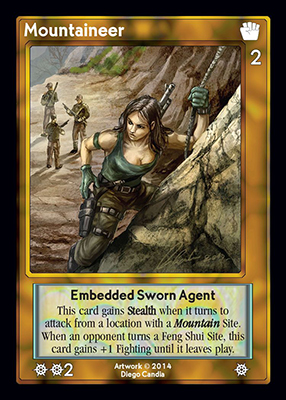 Mountaineer
2
Embedded Sworn Agent
This card gains Stealth when it turns to
attack from a location with a Mountain Site.
When an opponent turns a Feng Shui Site, this
card gains +1 Fighting until it leaves play.
2
Artwork © 2014
Diego Candia